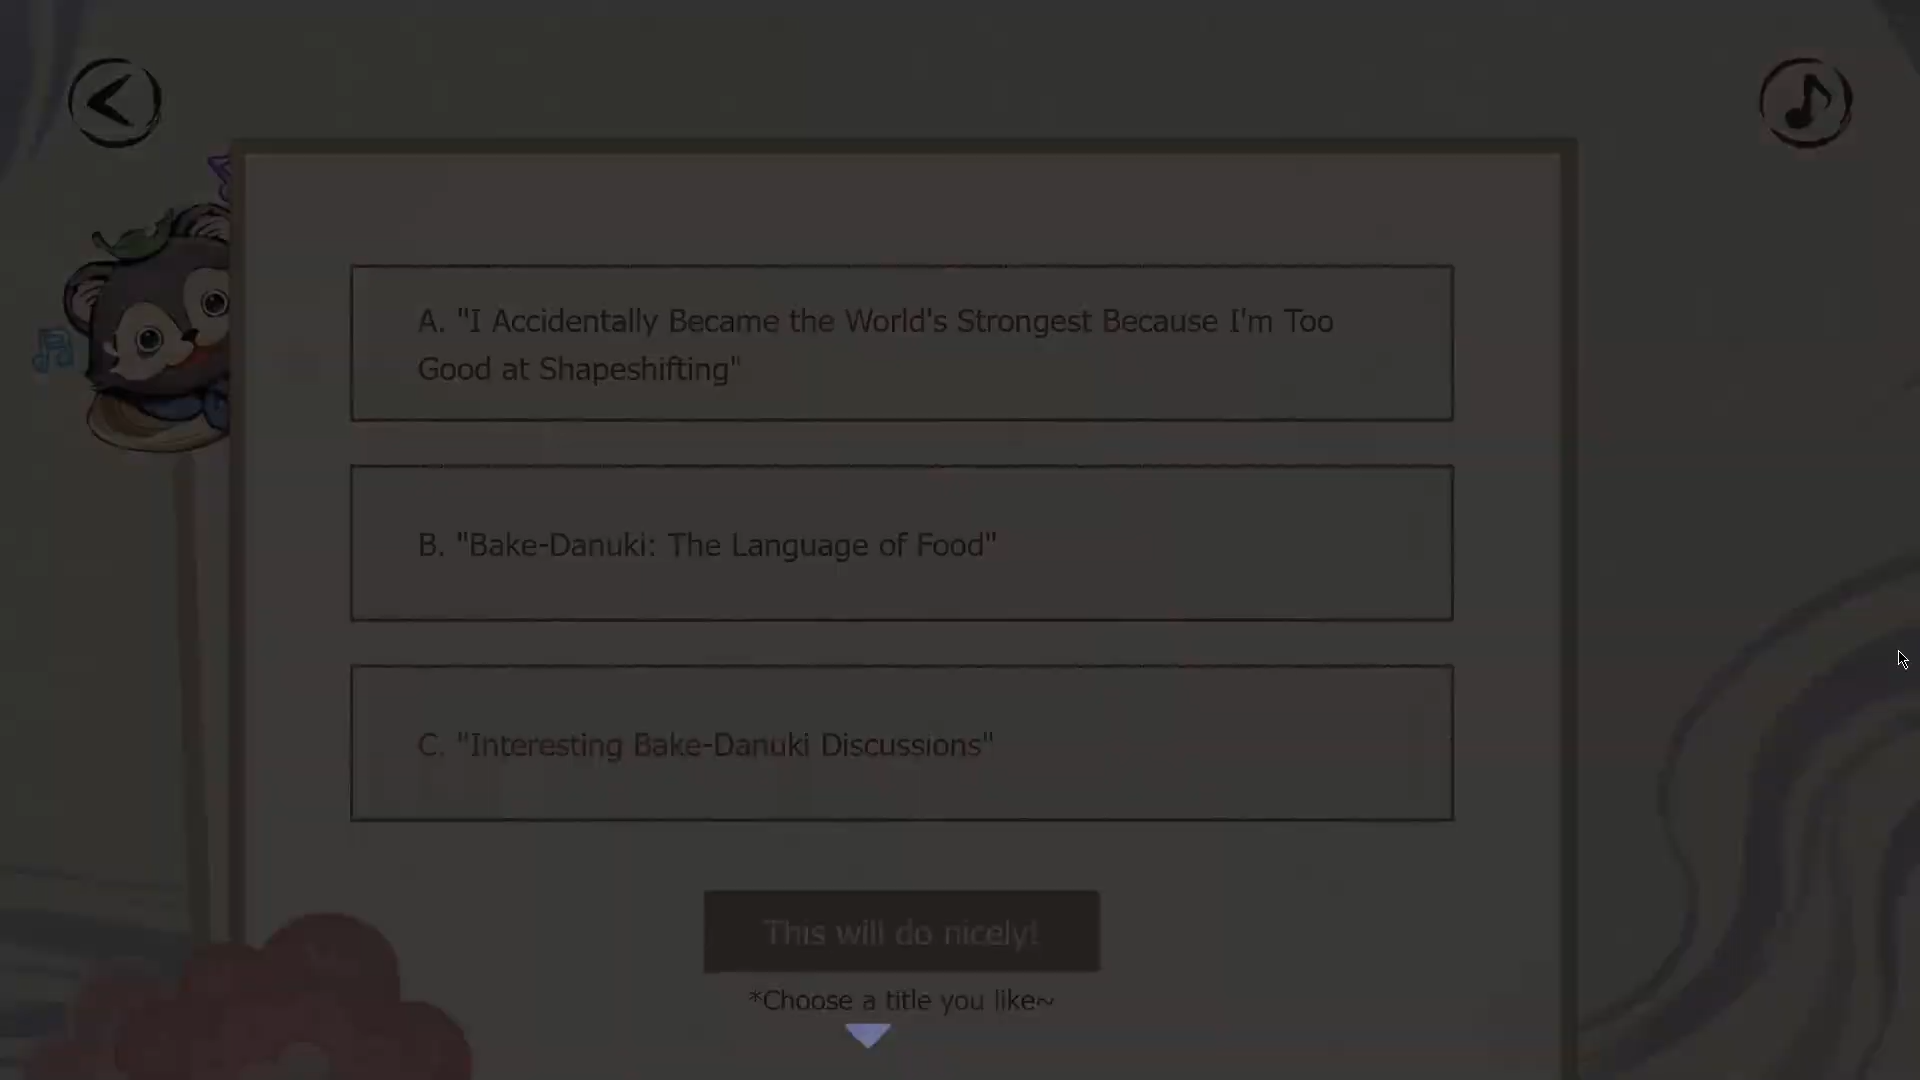 A. "I Accidentally Became the World's Strongest Because I'm Too
Good at Shapeshifting"
B. "Bake-Danuki: The Language of Food"
C. "Interesting Bake-Danuki Discussions"
This will do nicely!
*Choose a title you like~